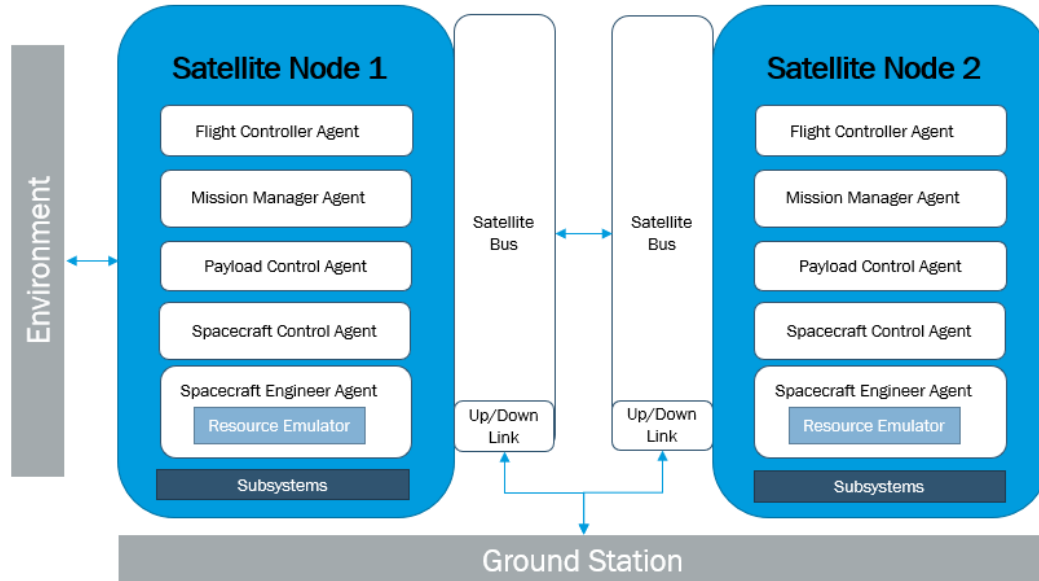 Environment
Satellite Node 1
Flight Controller Agent
Mission Manager Agent
Payload Control Agent
Spacecraft Control Agent
Spacecraft Engineer Agent
Resource Emulator
Subsystems
Satellite
Bus
Up/Down
Link
Satellite
Bus
Up/Down
Link
Satellite Node 2
Flight Controller Agent
Mission Manager Agent
Payload Control Agent
Spacecraft Control Agent
Spacecraft Engineer Agent
Resource Emulator
Subsystems
Ground Station